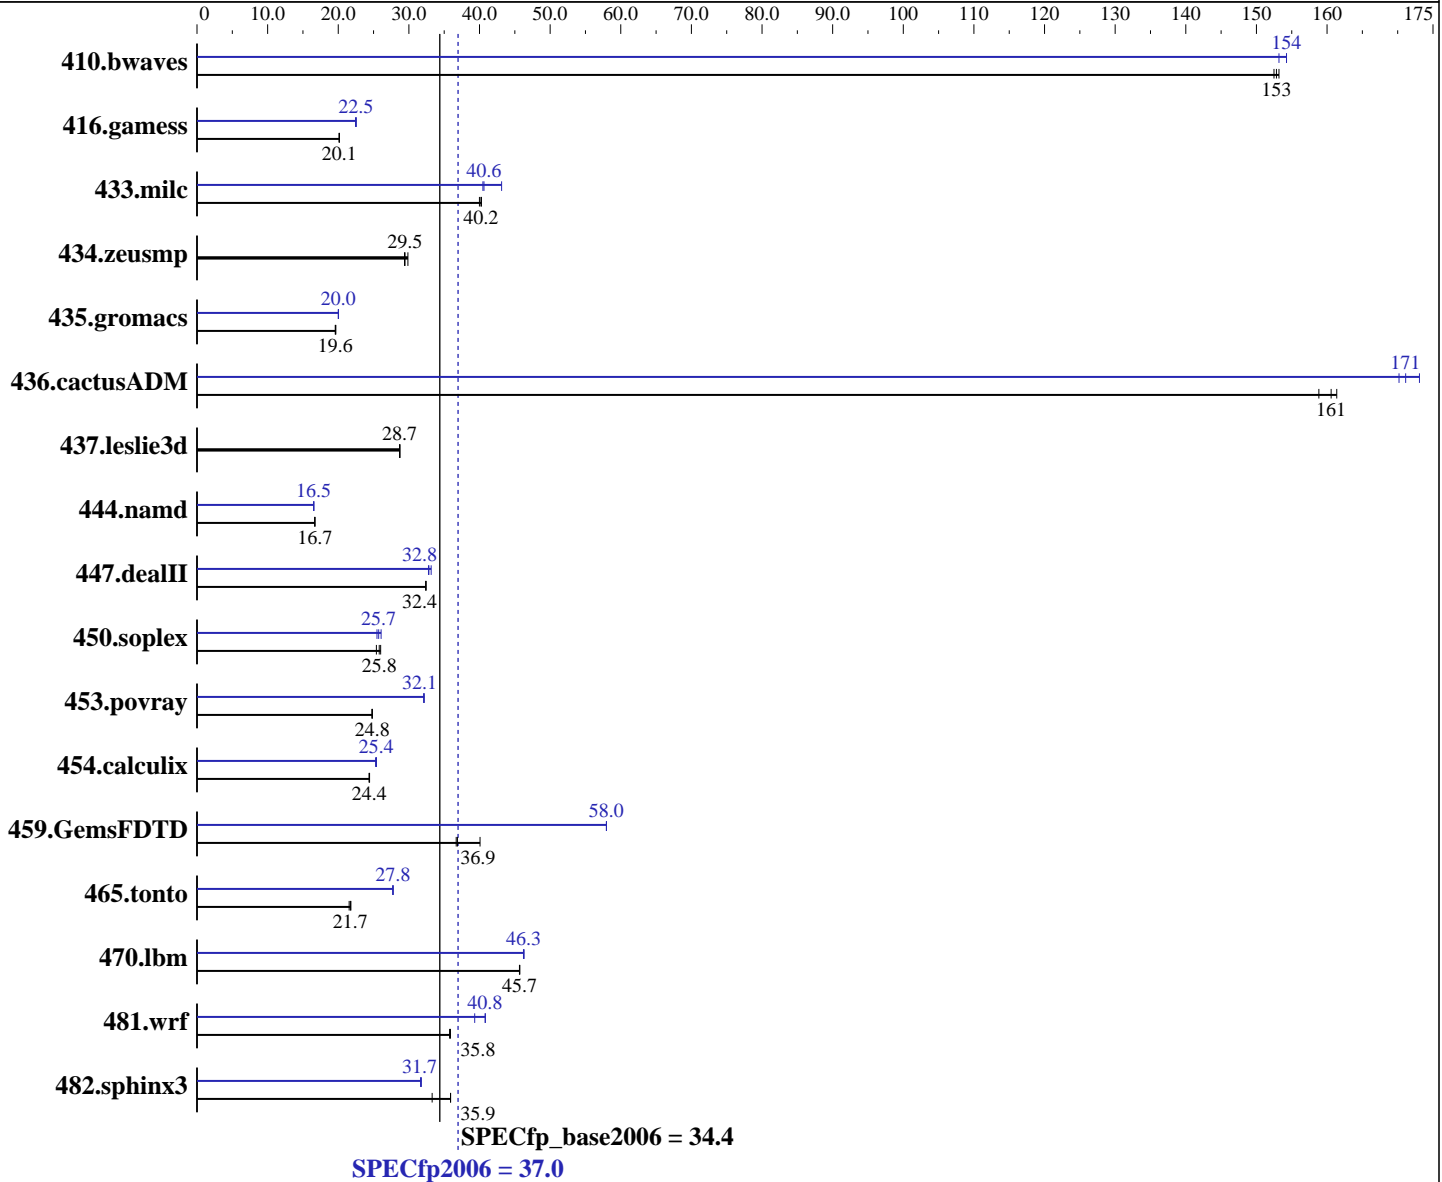 0 10.0 20.0 30.0 40.0 50.0 60.0 70.0 80.0 90.0 100 110 120 130 140 150 160 175
410.bwaves
154
153
416.gamess
22.5
20.1
433.milc
40.6
40.2
434.zeusmp
29.5
435.gromacs
20.0
19.6
436.cactusADM
171
161
437.leslie3d
28.7
444.namd
16.5
16.7
447.dealII
32.8
32.4
450.soplex
25.7
25.8
453.povray
32.1
24.8
454.calculix
25.4
24.4
459.GemsFDTD
58.0
36.9
465.tonto
27.8
21.7
470.lbm
46.3
45.7
481.wrf
40.8
35.8
482.sphinx3
31.7
35.9
SPECfp_base2006 = 34.4
SPECfp2006 = 37.0